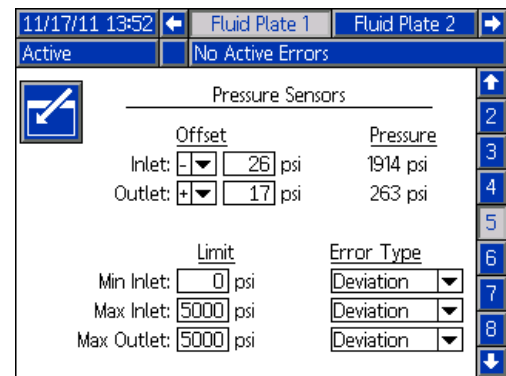 11/17/11 13:52 Fluid Plate 1 Fluid Plate 2
Active No Active Errors
Pressure Sensors
Offset Pressure
Inlet: - 26 psi 1914 psi
Outlet: + 17 psi 263 psi
Limit Error Type
Min Inlet: 0 psi Deviation
Max Inlet: 5000 psi Deviation
Max Outlet: 5000 psi Deviation
2
3
4
5
6
7
8